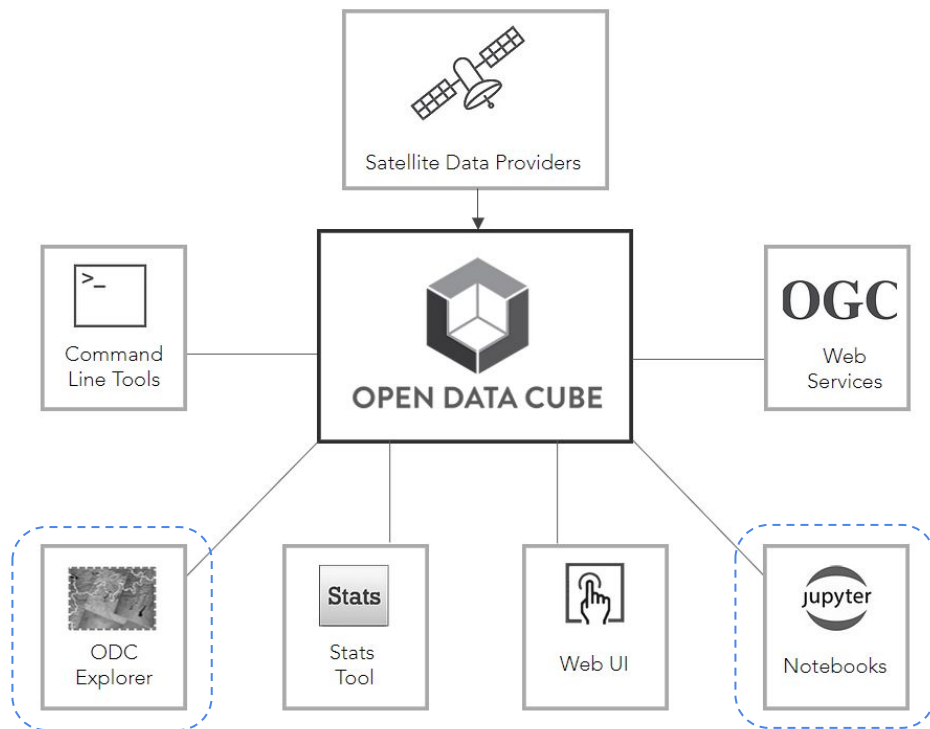 Satellite Data Providers
>_
Command
Line Tools
OPEN DATA CUBE
OGC
Web
Services
ODC
Explorer
Stats
Stats
Tool
Web UI
jupyter
Notebooks